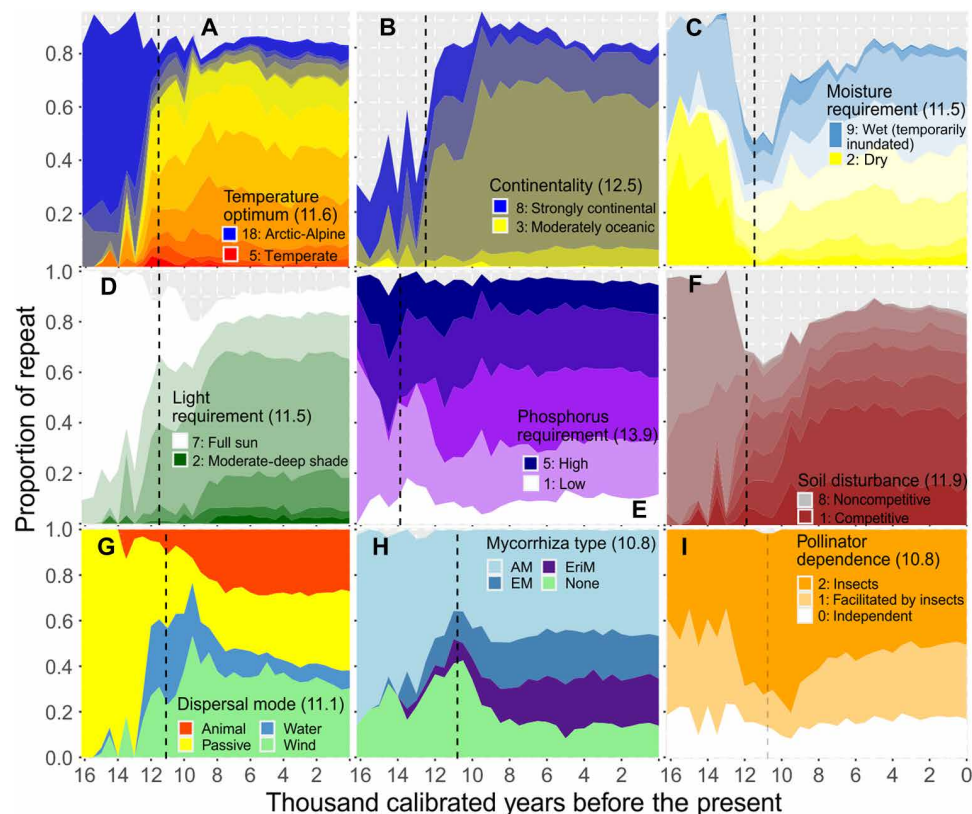 A
B
C
0.8
0.6
0.4
0.2
0.0
Temperature
optimum (11.6)
18: Arctic-Alpine
5: Temperate
Continentality (12.5)
8: Strongly continental
3: Moderately oceanic
Moisture
requirement (11.5)
9: Wet (temporarily
inundated)
2: Dry
D
E
F
1.0
0.8
0.6
0.4
0.2
0.0
Light
requirement (11.5)
7: Full sun
2: Moderate-deep shade
Phosphorus
requirement (13.9)
5: High
1: Low
Soil disturbance (11.9)
8: Noncompetitive
1: Competitive
G
H
I
1.0
0.8
0.6
0.4
0.2
0.0
Dispersal mode (11.1)
Animal Water
Passive Wind
Mycorrhiza type (10.8)
AM EriM
EM None
Pollinator
dependence (10.8)
2: Insects
1: Facilitated by insects
0: Independent
Proportion of repeat
16 14 12 10 8 6 4 2
16 14 12 10 8 6 4 2
16 14 12 10 8 6 4 2 0
Thousand calibrated years before the present